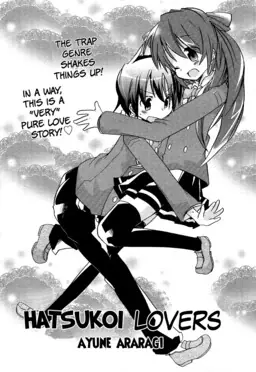 THE TRAP
GENRE
SHAKES
THINGS UP!
IN A WAY,
THIS IS A
"VERY"
PURE LOVE
STORY!♡
HATSUKOI LOVERS
AYUNE ARARAGI